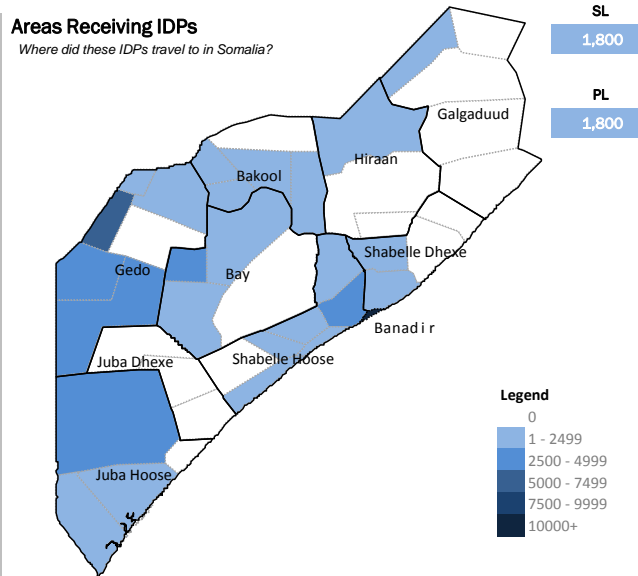 Areas Receiving IDPs
Where did these IDPs travel to in Somalia?
SL
1,800
PL
1,800
Galgaduud
Hiraan
Bakool
Shabelle Dhexe
Gedo
Bay
Banadir
Shabelle Hoose
Juba Dhexe
Juba Hoose
Legend
0
1 - 2499
2500 - 4999
5000 - 7499
7500 - 9999
10000+